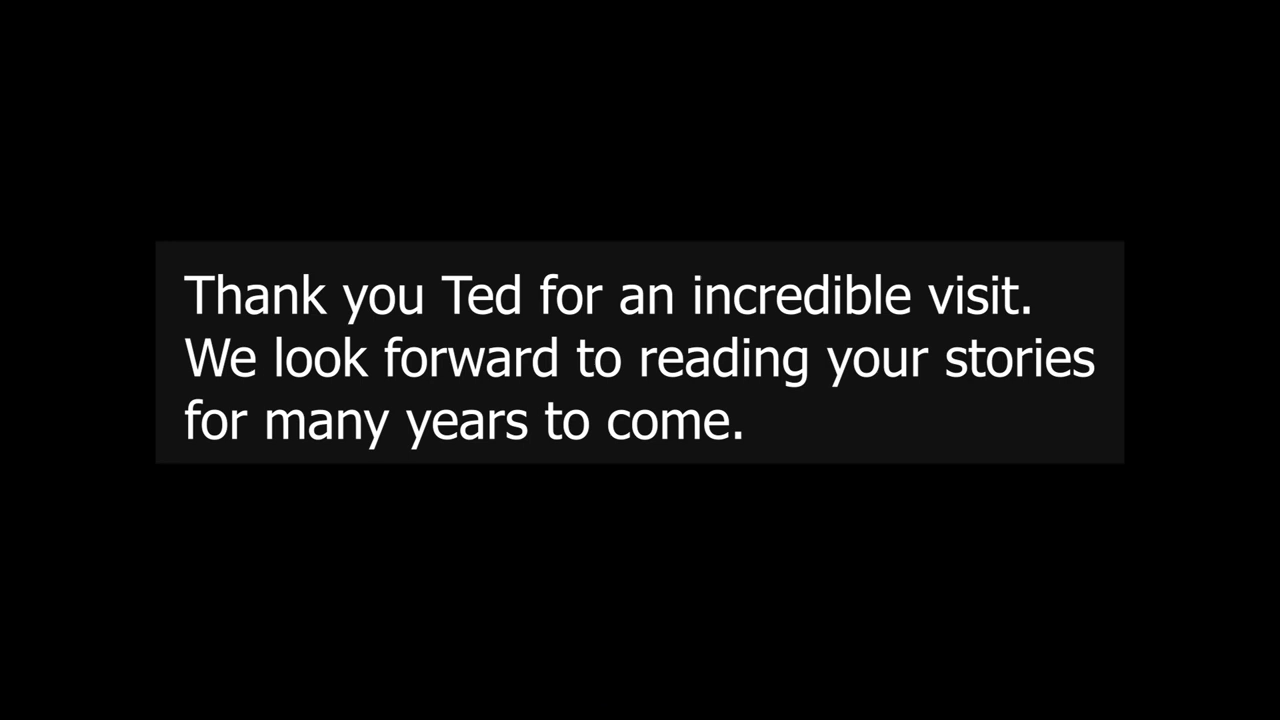 Thank you Ted for an incredible visit.
We look forward to reading your stories
for many years to come.